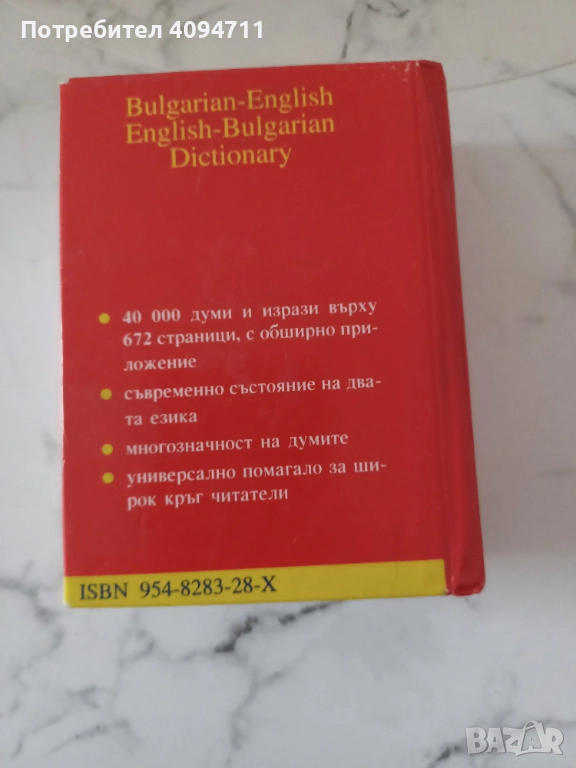 Потребител 4094711
Bulgarian-English
English-Bulgarian
Dictionary
• 40 000 думи и изрази върху
672 страници, с обширно при-
ложение
• съвременно състояние на два-
та езика
• многозначност на думите
• универсално помагало за ши-
рок кръг читатели
ISBN 954-8283-28-X
BAZAR